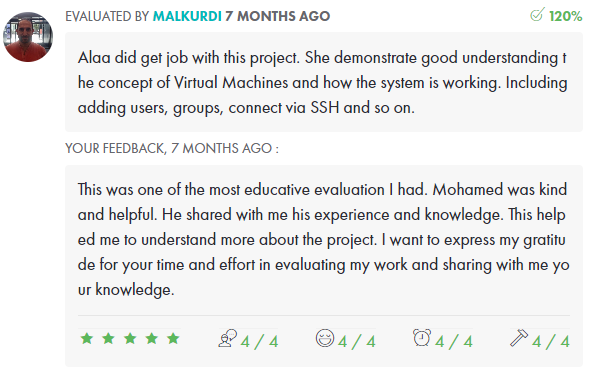 EVALUATED BY MALKURDI 7 MONTHS AGO
120%
Alaa did get job with this project. She demonstrate good understanding t
he concept of Virtual Machines and how the system is working. Including
adding users, groups, connect via SSH and so on.
YOUR FEEDBACK, 7 MONTHS AGO :
This was one of the most educative evaluation I had. Mohamed was kind
and helpful. He shared with me his experience and knowledge. This help
ed me to understand more about the project. I want to express my gratitu
de for your time and effort in evaluating my work and sharing with me yo
ur knowledge.
4 / 4 4 / 4 4 / 4 4 / 4